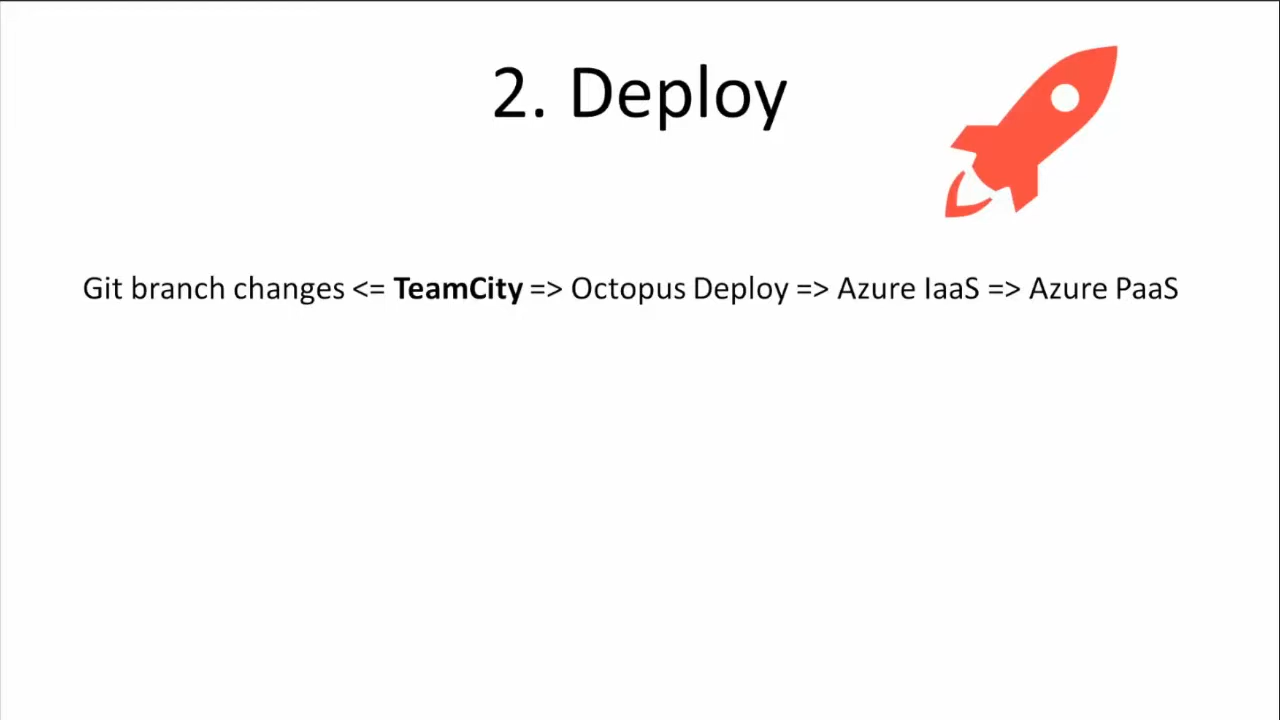 2. Deploy
Git branch changes <= TeamCity => Octopus Deploy => Azure IaaS => Azure PaaS